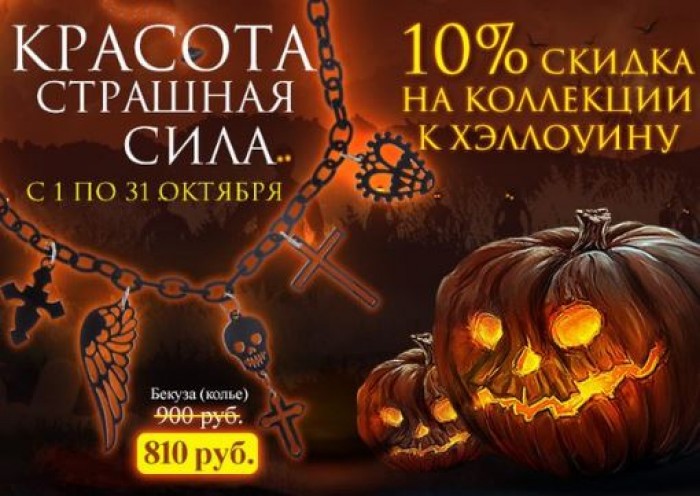 КРАСОТА
СТРАШНАЯ
СИЛА
С 1 ПО 31 ОКТЯБРЯ
10% СКИДКА
НА КОЛЛЕКЦИИ
К ХЭЛЛОУИНУ
Бекуза (колье)
900 руб.
810 руб.